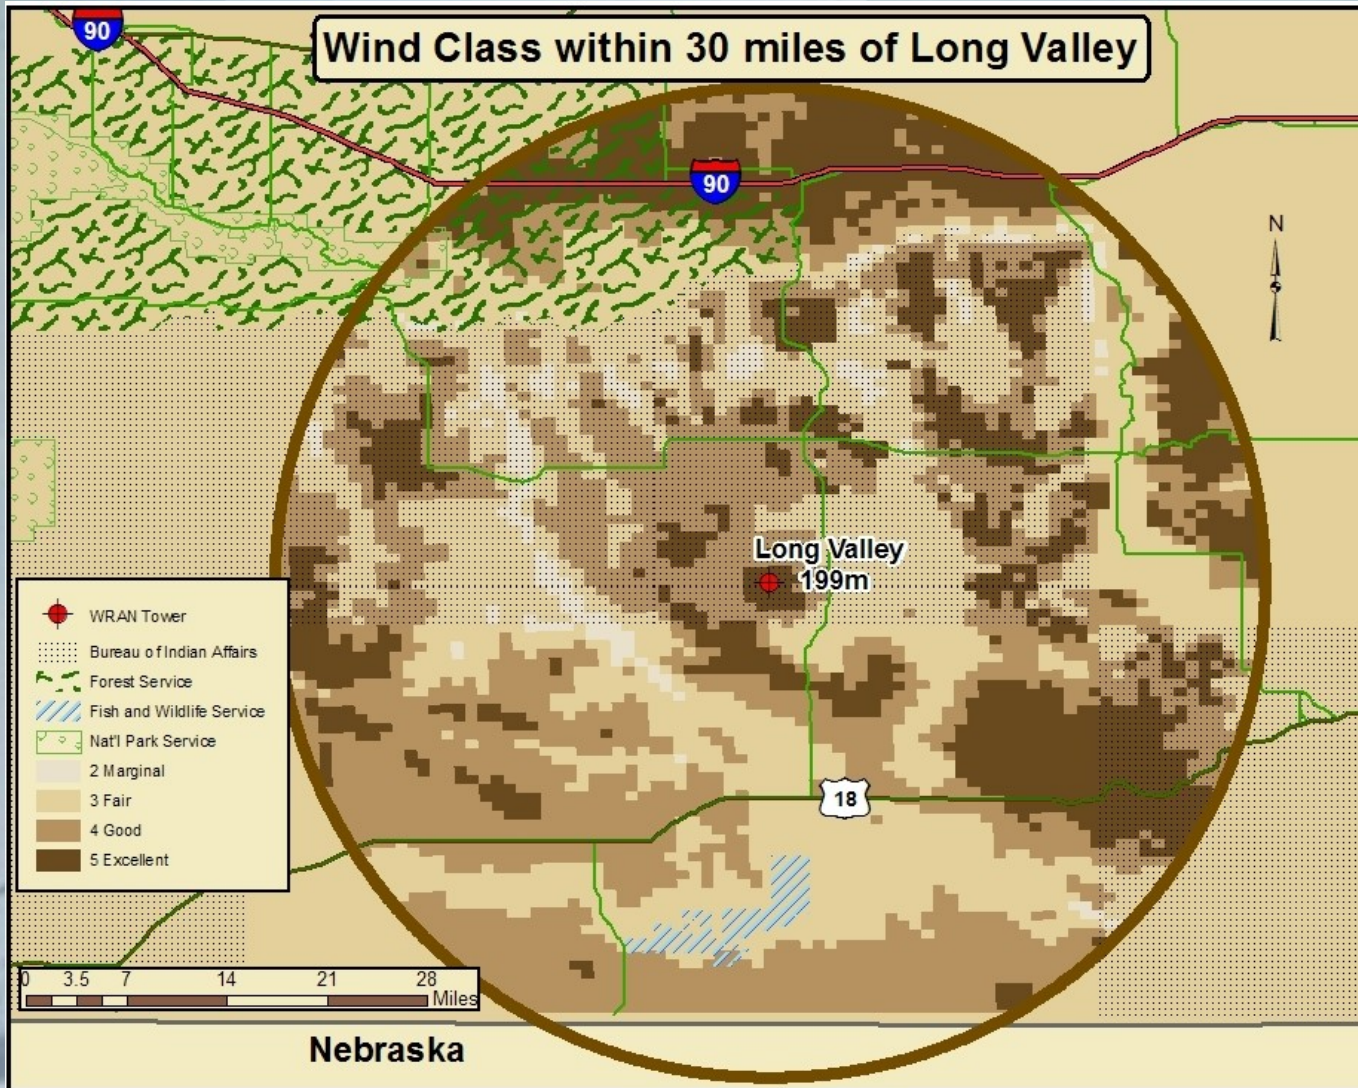 90
Wind Class within 30 miles of Long Valley
90
N
Long Valley
199m
WRAN Tower
Bureau of Indian Affairs
Forest Service
Fish and Wildlife Service
Nat'l Park Service
2 Marginal
3 Fair
4 Good
5 Excellent
18
0 3.5 7 14 21 28
Miles
Nebraska